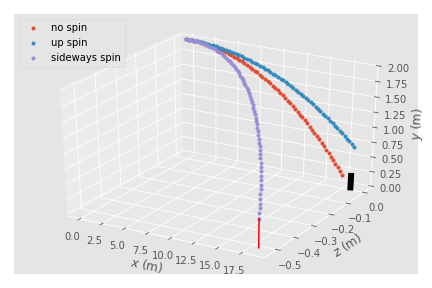 no spin
up spin
sideways spin
2.00
1.75
1.50
1.25
1.00
0.75
0.50
0.25
0.00
y (m)
0.0
−0.1
−0.2
−0.3
−0.4
−0.5
z (m)
0.0 2.5 5.0 7.5 10.0 12.5 15.0 17.5
x (m)